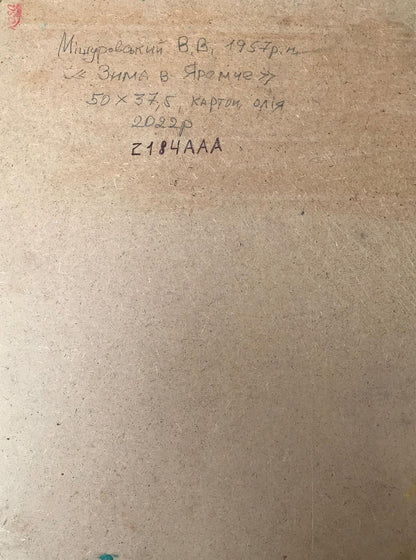 Мішуровський В.В, 1957р.н.
"Зима в Яремче»
50 × 37,5, картон, олія
2022р
Z184AAA